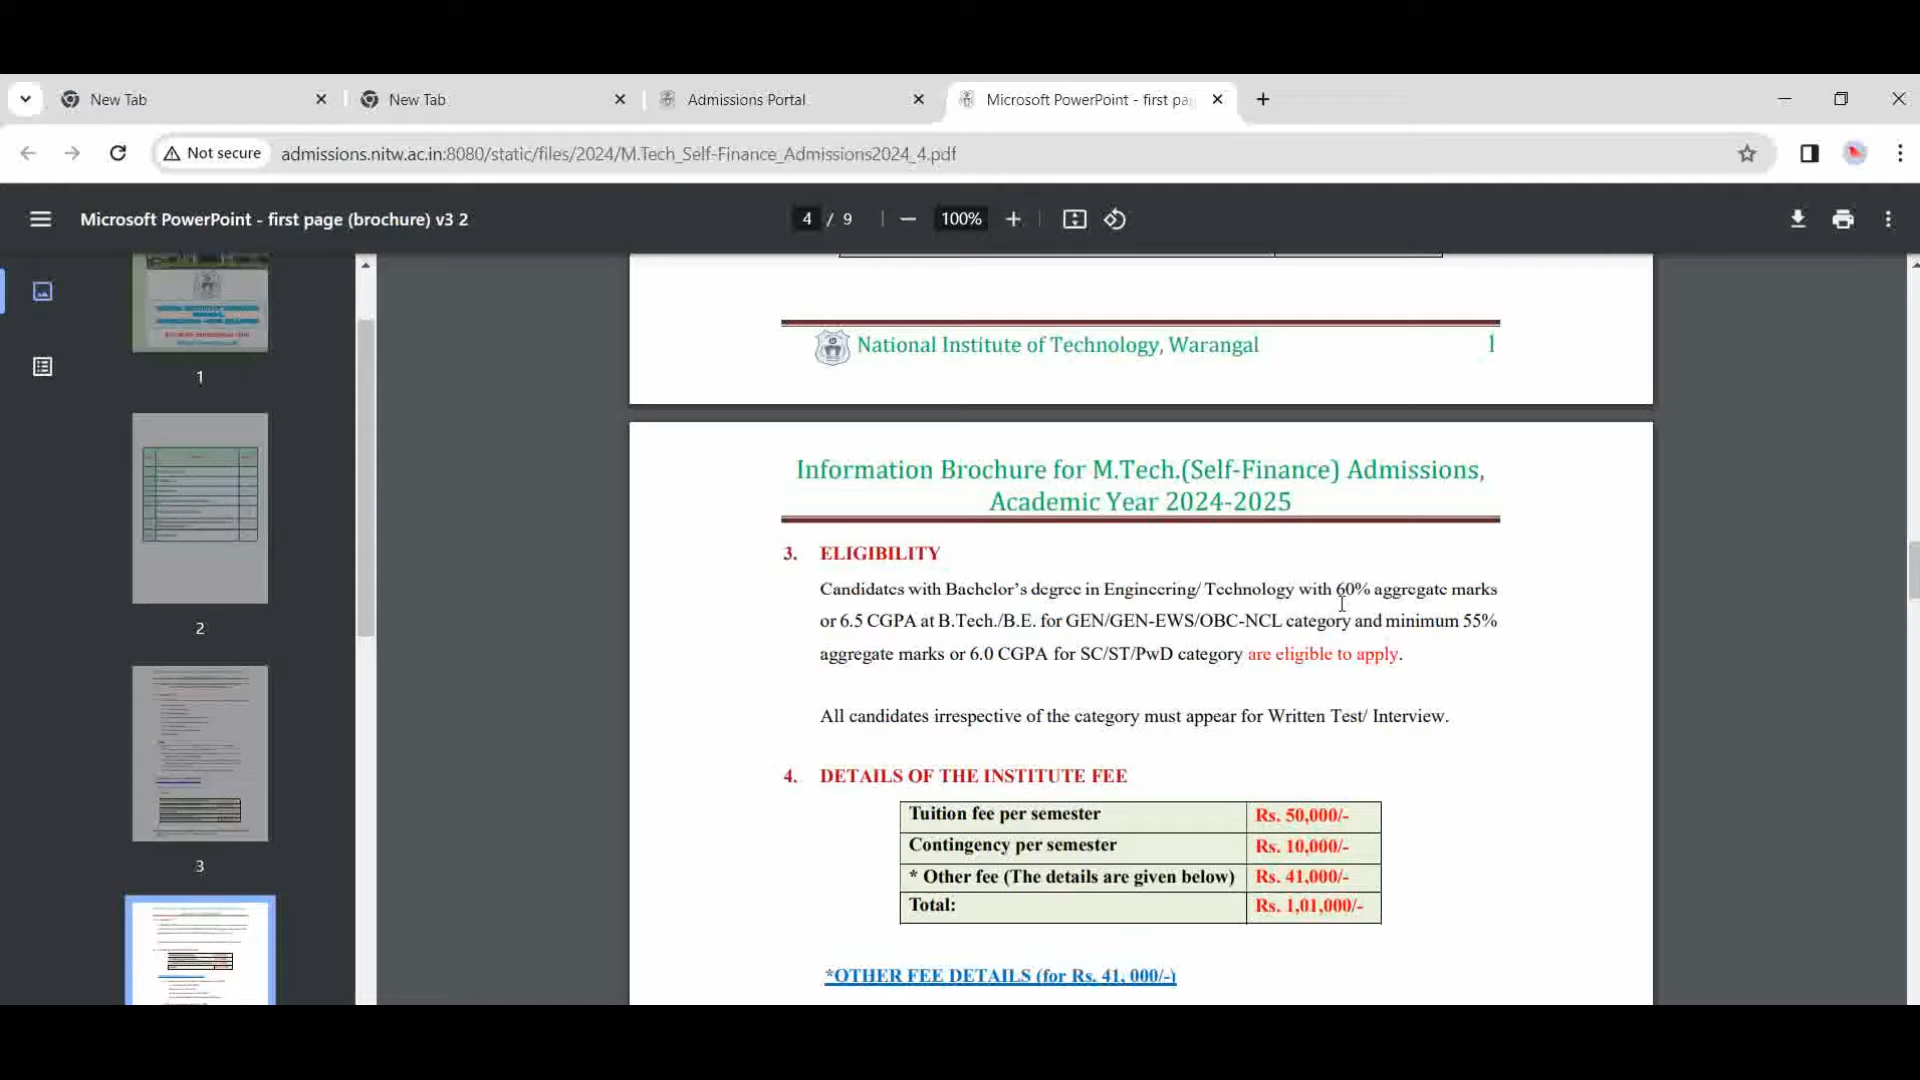 New Tab
New Tab
Admissions Portal
Microsoft PowerPoint - first pa
Not secure
admissions.nitw.ac.in:8080/static/files/2024/M.Tech_Self-Finance_Admissions2024_4.pdf
Microsoft PowerPoint - first page (brochure) v3 2
4 / 9
100%
1
2
3
National Institute of Technology, Warangal 1
Information Brochure for M.Tech.(Self-Finance) Admissions,
Academic Year 2024-2025
3. ELIGIBILITY
Candidates with Bachelor's degree in Engineering/ Technology with 60% aggregate marks
or 6.5 CGPA at B.Tech./B.E. for GEN/GEN-EWS/OBC-NCL category and minimum 55%
aggregate marks or 6.0 CGPA for SC/ST/PwD category are eligible to apply.
All candidates irrespective of the category must appear for Written Test/ Interview.
4. DETAILS OF THE INSTITUTE FEE
Tuition fee per semester Rs. 50,000/-
Contingency per semester Rs. 10,000/-
* Other fee (The details are given below) Rs. 41,000/-
Total: Rs. 1,01,000/-
*OTHER FEE DETAILS (for Rs. 41, 000/-)